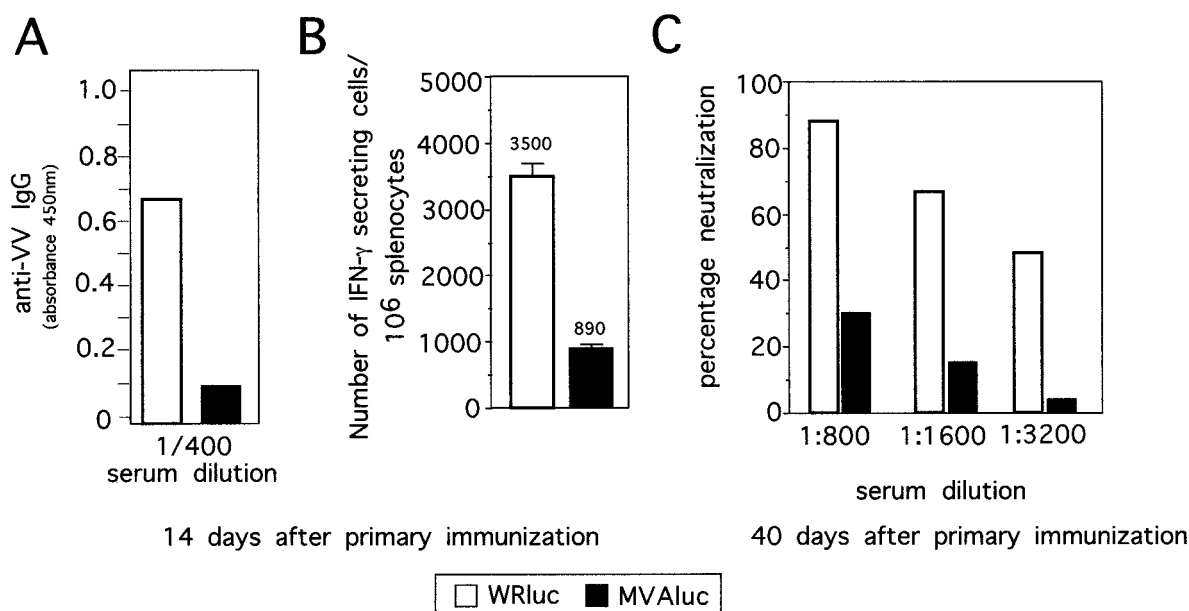 A
anti-VV IgG
(absorbance 450nm)
1.0
0.8
0.6
0.4
0.2
0
1/400
serum dilution
B
Number of IFN-γ secreting cells/
10⁶ splenocytes
5000
4000
3000
2000
1000
0
3500
890
14 days after primary immunization
C
percentage neutralization
100
80
60
40
20
0
1:800 1:1600 1:3200
serum dilution
40 days after primary immunization
WRluc MVAluc